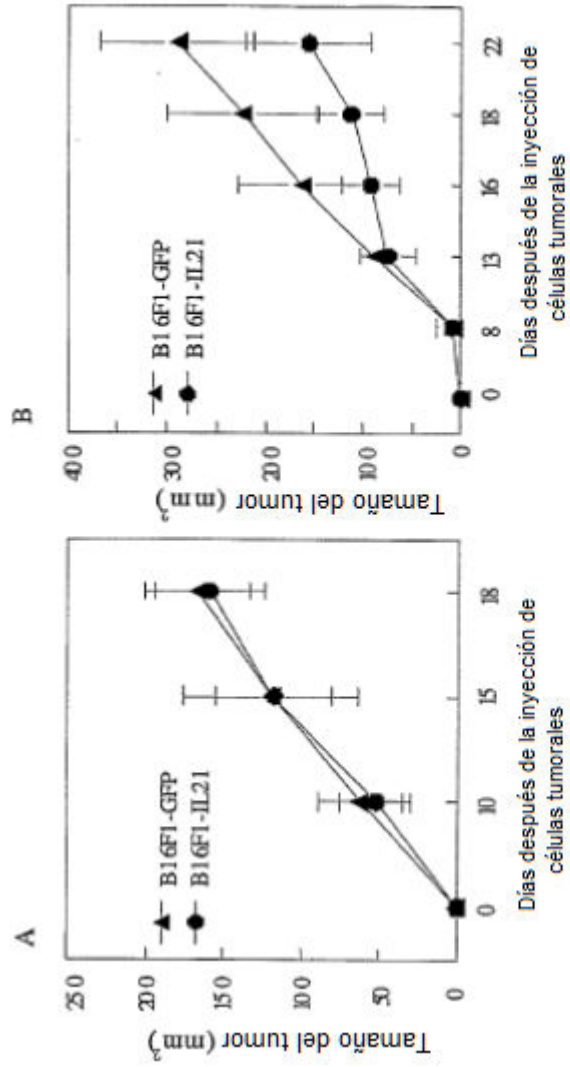 A
250
200
150
100
50
0
Tamaño del tumor (mm²)
B16F1-GFP
B16F1-IL21
0 10 15 18
Días después de la inyección de
células tumorales
B
400
300
200
100
0
Tamaño del tumor (mm²)
B16F1-GFP
B16F1-IL21
0 8 13 16 18 22
Días después de la inyección de
células tumorales